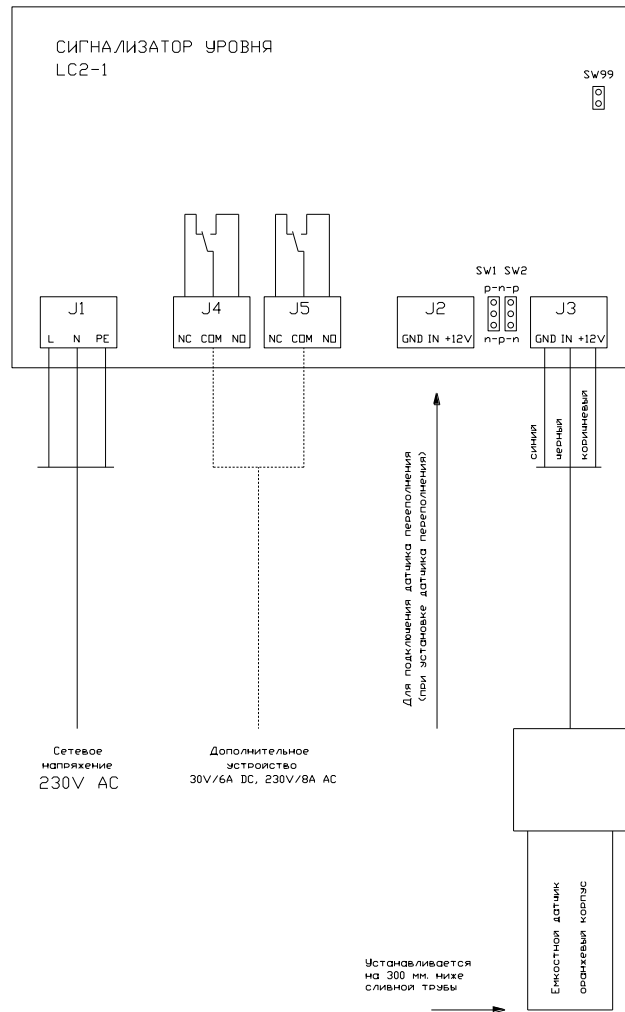 СИГНАЛИЗАТОР УРОВНЯ
LC2-1
SW99
SW1 SW2
p-n-p
J1
J4
J5
J2
J3
L N PE
NC COM NO
NC COM NO
GND IN +12V
n-p-n
GND IN +12V
синий
черный
коричневый
Для подключения датчика переполнения
(при установке датчика переполнения)
Сетевое
напряжение
230V AC
Дополнительное
устройство
30V/6A DC, 230V/8A AC
Емкостной датчик
оранжевый корпус
Устанавливается
на 300 мм. ниже
сливной трубы